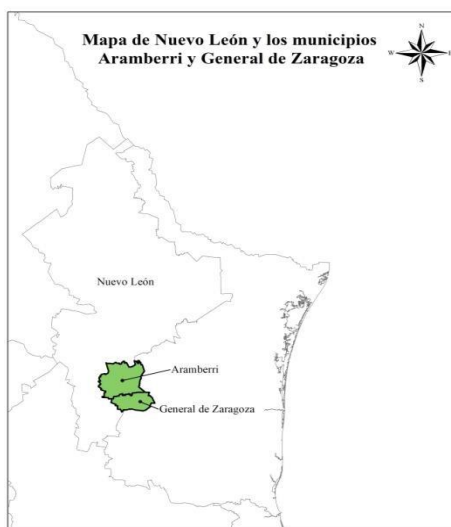 Mapa de Nuevo León y los municipios
Aramberri y General de Zaragoza
N
W
E
S
Nuevo León
Aramberri
General de Zaragoza